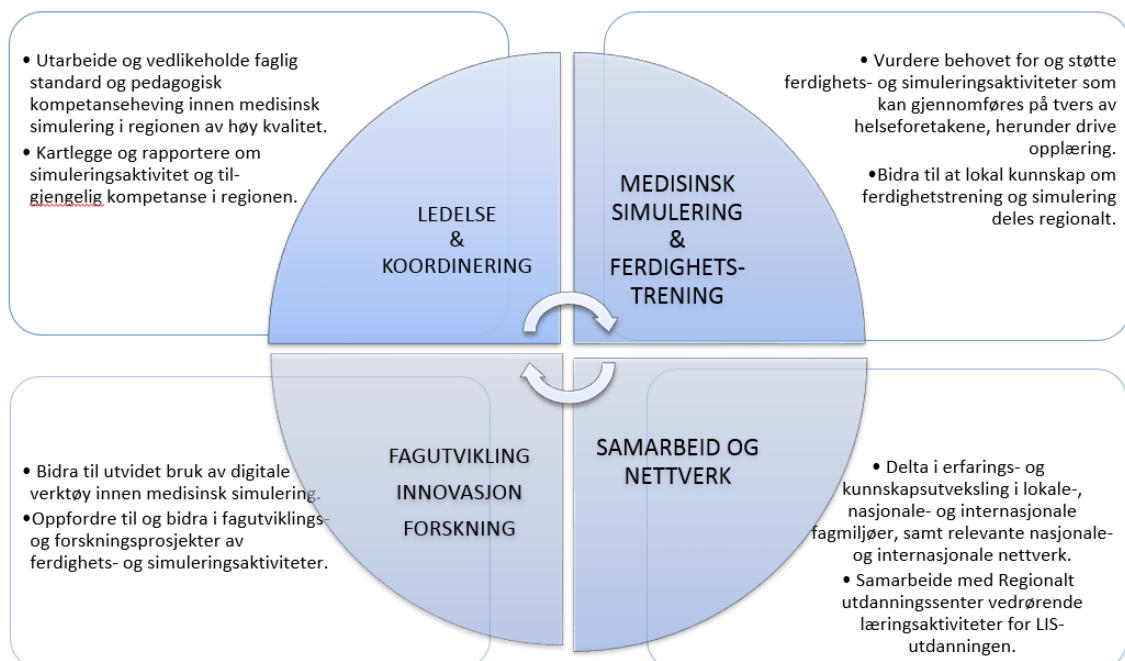 • Utarbeide og vedlikeholde faglig
standard og pedagogisk
kompetanseheving innen medisinsk
simulering i regionen av høy kvalitet.
• Kartlegge og rapportere om
simuleringsaktivitet og til-
gjengelig kompetanse i regionen.
LEDELSE
&
KOORDINERING
MEDISINSK
SIMULERING
&
FERDIGHETS-
TRENING
• Vurdere behovet for og støtte
ferdighets- og simuleringsaktiviteter som
kan gjennomføres på tvers av
helseforetakene, herunder drive
opplæring.
•Bidra til at lokal kunnskap om
ferdighetstrening og simulering
deles regionalt.
• Bidra til utvidet bruk av digitale
verktøy innen medisinsk simulering.
•Oppfordre til og bidra i fagutviklings-
og forskningsprosjekter av
ferdighets- og simuleringsaktiviteter.
FAGUTVIKLING
INNOVASJON
FORSKNING
SAMARBEID OG
NETTVERK
• Delta i erfarings- og
kunnskapsutveksling i lokale-,
nasjonale- og internasjonale
fagmiljøer, samt relevante nasjonale-
og internasjonale nettverk.
• Samarbeide med Regionalt
utdanningssenter vedrørende
læringsaktiviteter for LIS-
utdanningen.